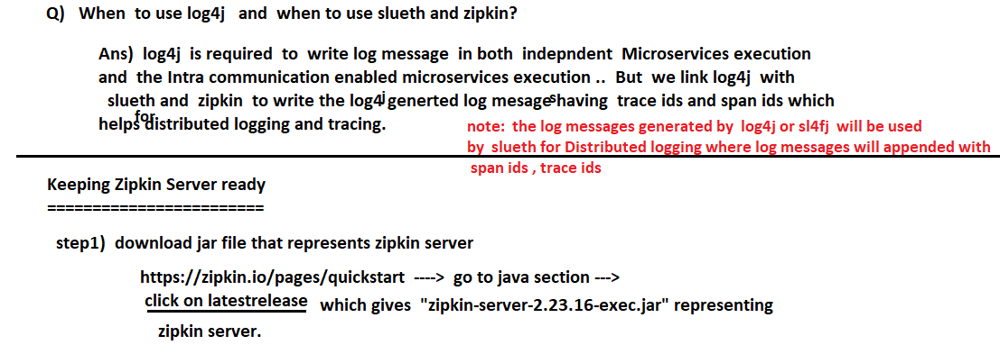 Q) When to use log4j and when to use slueth and zipkin?
Ans) log4j is required to write log message in both indepndent Microservices execution
and the Intra communication enabled microservices execution .. But we link log4j with
slueth and zipkin to write the log4j generted log mesages having trace ids and span ids which
helps for distributed logging and tracing.
note: the log messages generated by log4j or sl4fj will be used
by slueth for Distributed logging where log messages will appended with
span ids , trace ids
Keeping Zipkin Server ready
========================
step1) download jar file that represents zipkin server
https://zipkin.io/pages/quickstart ----> go to java section --->
click on latestrelease which gives "zipkin-server-2.23.16-exec.jar" representing
zipkin server.